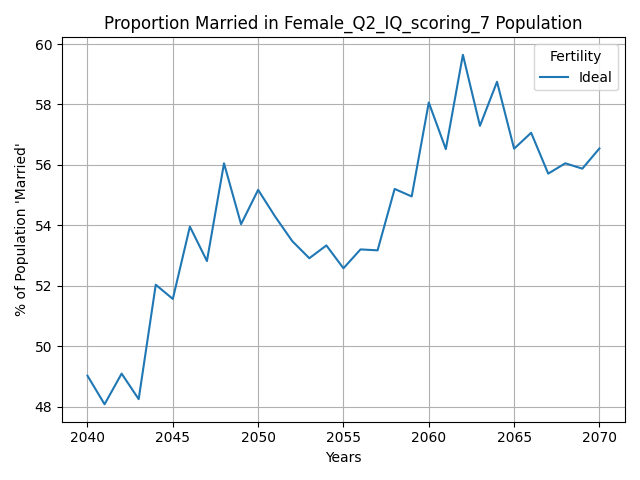 Proportion Married in Female_Q2_IQ_scoring_7 Population
Fertility
Ideal
% of Population 'Married'
60
58
56
54
52
50
48
2040 2045 2050 2055 2060 2065 2070
Years